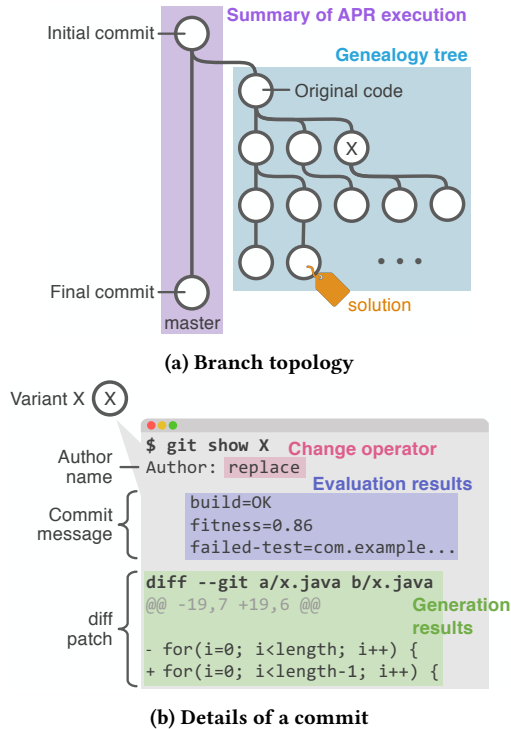 Summary of APR execution
Initial commit
Genealogy tree
Original code
X
Final commit
solution
master
(a) Branch topology
Variant X
X
$ git show X
Change operator
Author name
Author: replace
Evaluation results
Commit message
build=OK
fitness=0.86
failed-test=com.example...
diff patch
diff --git a/x.java b/x.java
@@ -19,7 +19,6 @@
Generation results
- for(i=0; i<length; i++) {
+ for(i=0; i<length-1; i++) {
(b) Details of a commit